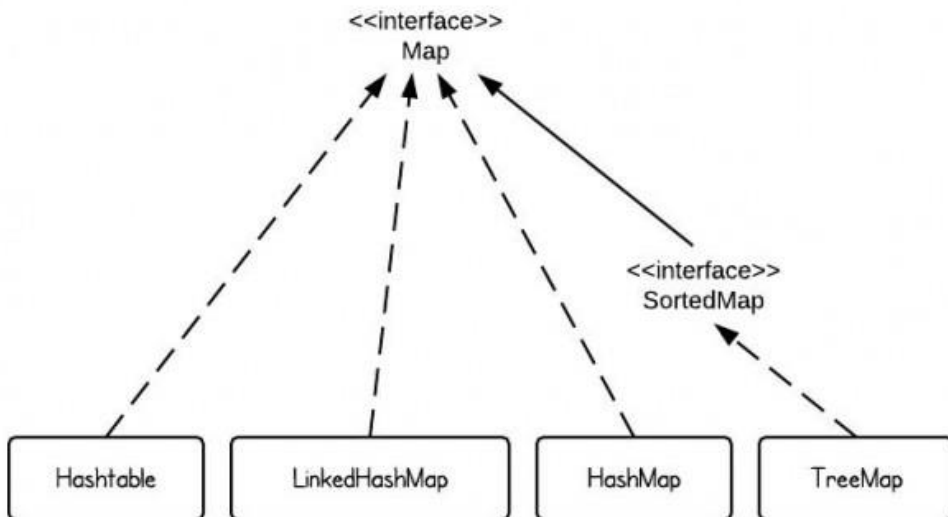 <<interface>>
Map
<<interface>>
SortedMap
Hashtable
LinkedHashMap
HashMap
TreeMap